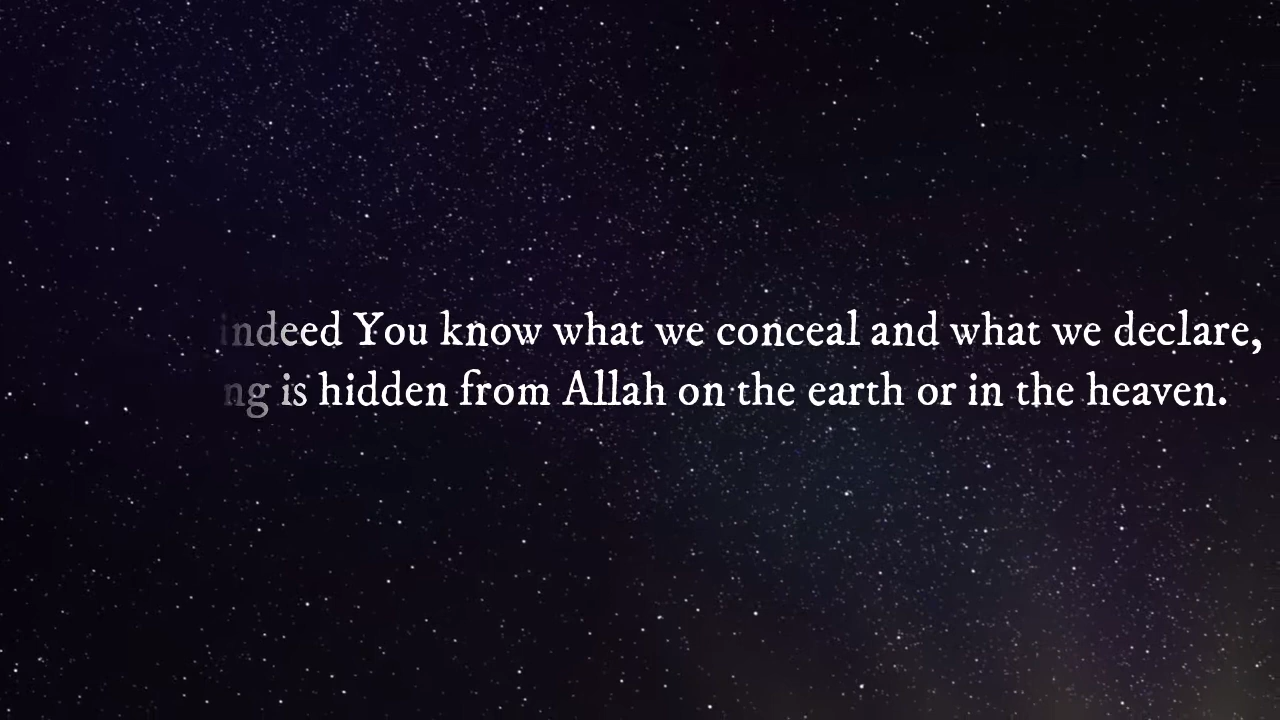 indeed You know what we conceal and what we declare,
is hidden from Allah on the earth or in the heaven.